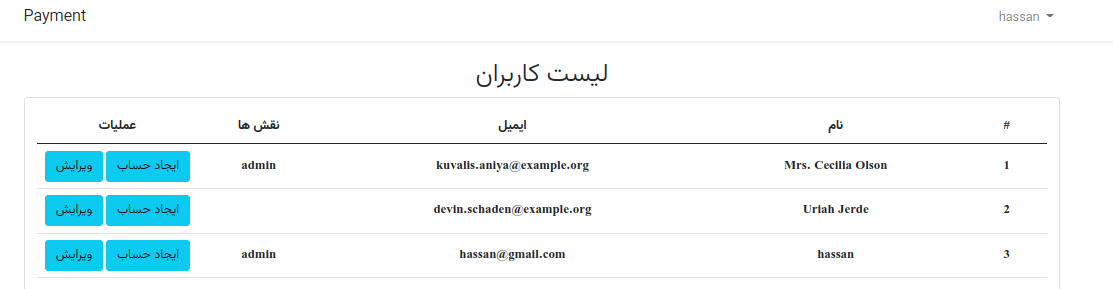 Payment hassan
لیست کاربران
# نام ایمیل نقش ها عملیات
1 Mrs. Cecilia Olson kuvalis.aniya@example.org admin ایجاد حساب ویرایش
2 Uriah Jerde devin.schaden@example.org ایجاد حساب ویرایش
3 hassan hassan@gmail.com admin ایجاد حساب ویرایش